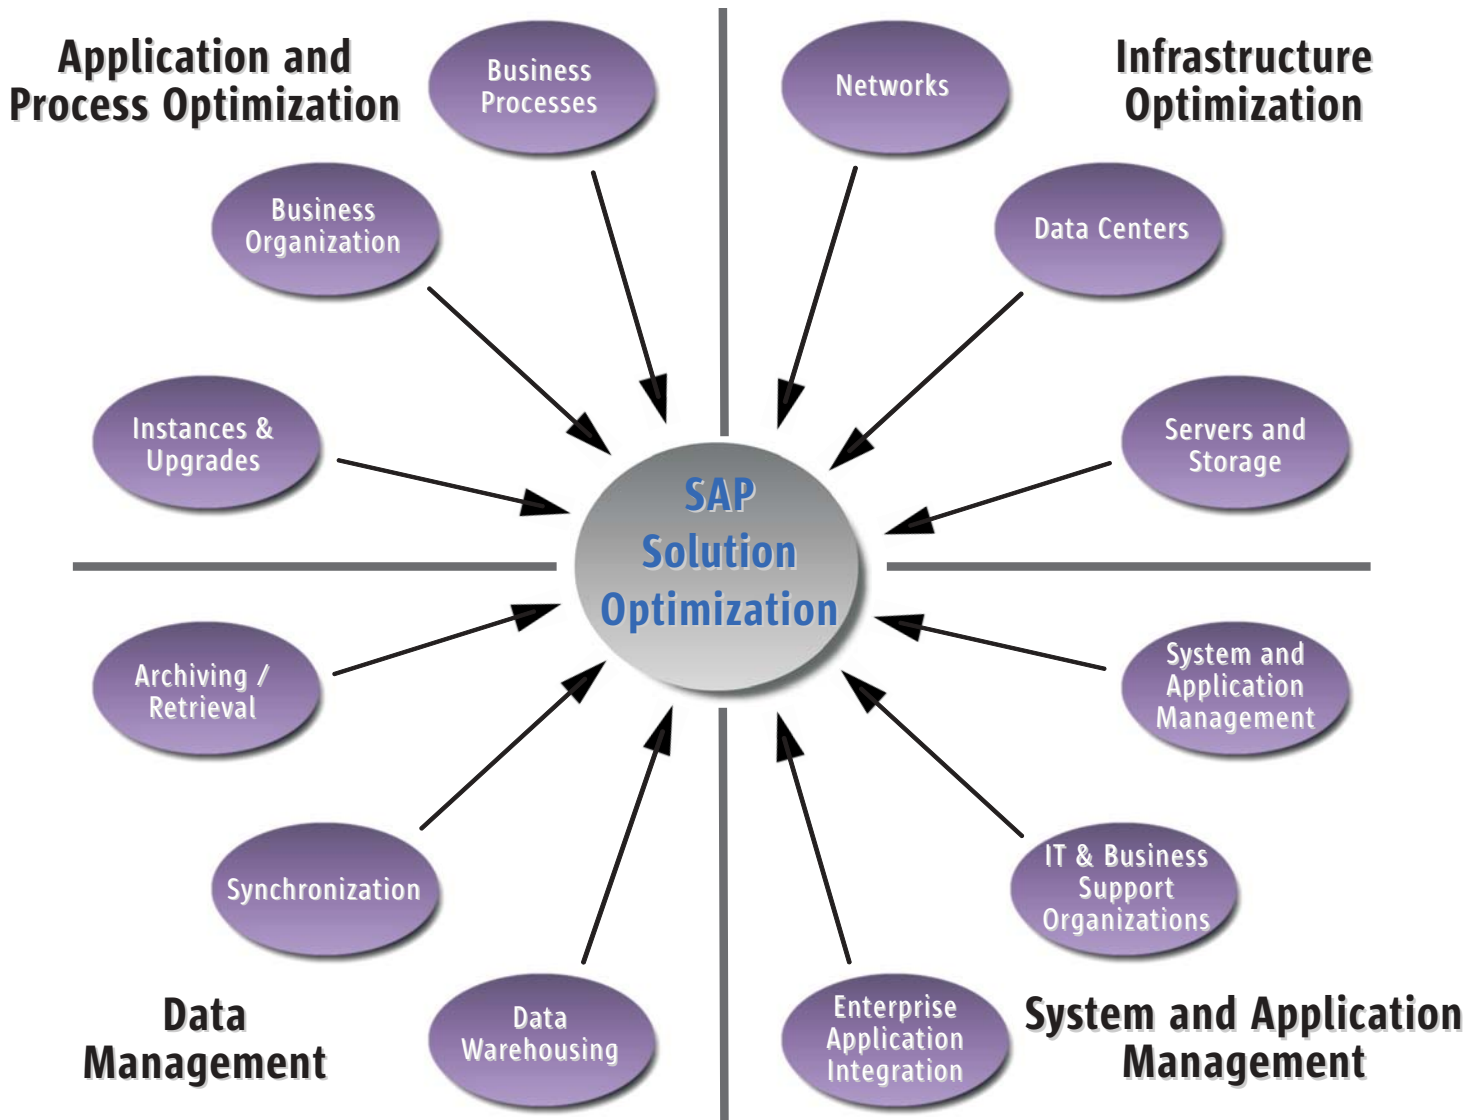 Application and
Process Optimization
Business
Processes
Networks
Infrastructure
Optimization
Business
Organization
Data Centers
Instances &
Upgrades
Servers and
Storage
SAP
Solution
Optimization
Archiving /
Retrieval
System and
Application
Management
Synchronization
IT & Business
Support
Organizations
Data
Management
Data
Warehousing
Enterprise
Application
Integration
System and Application
Management